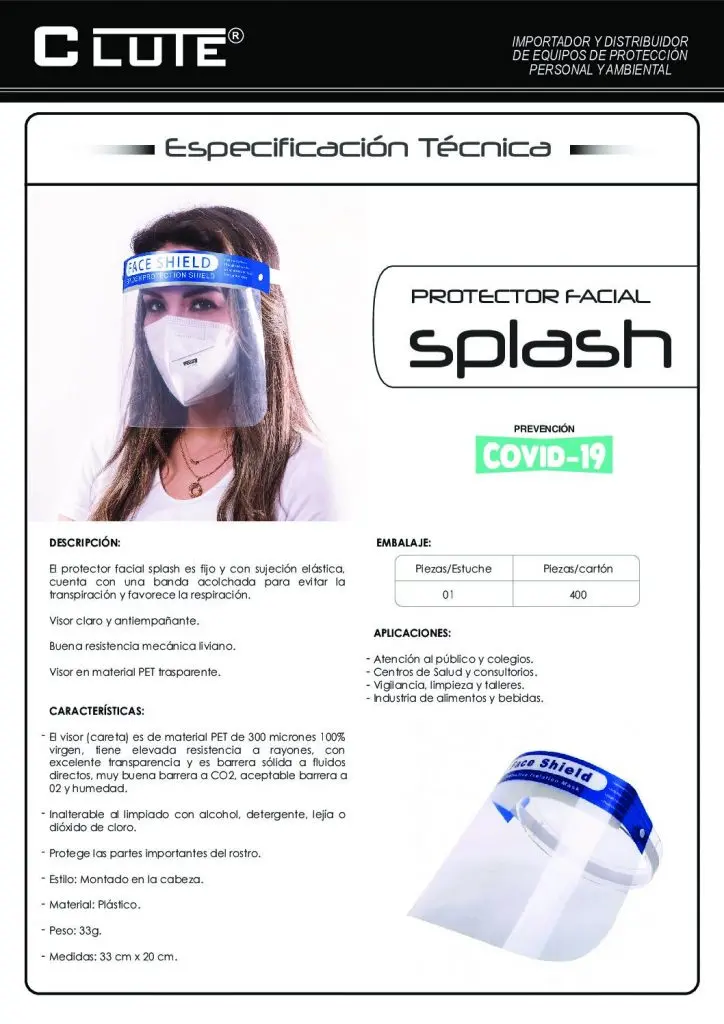 CLUTE®
IMPORTADOR Y DISTRIBUIDOR
DE EQUIPOS DE PROTECCIÓN
PERSONAL Y AMBIENTAL
Especificación Técnica
FACE SHIELD
PROTECTION SHIELD
PROTECTOR FACIAL
splash
PREVENCIÓN
COVID-19
DESCRIPCIÓN:
El protector facial splash es fijo y con sujeción elástica,
cuenta con una banda acolchada para evitar la
transpiración y favorece la respiración.
Visor claro y antiempañante.
Buena resistencia mecánica liviano.
Visor en material PET trasparente.
CARACTERÍSTICAS:
- El visor (careta) es de material PET de 300 micrones 100%
virgen, tiene elevada resistencia a rayones, con
excelente transparencia y es barrera sólida a fluidos
directos, muy buena barrera a CO2, aceptable barrera a
02 y humedad.
- Inalterable al limpiado con alcohol, detergente, lejía o
dióxido de cloro.
- Protege las partes importantes del rostro.
- Estilo: Montado en la cabeza.
- Material: Plástico.
- Peso: 33g.
- Medidas: 33 cm x 20 cm.
EMBALAJE:
Piezas/Estuche Piezas/cartón
01 400
APLICACIONES:
- Atención al público y colegios.
- Centros de Salud y consultorios.
- Vigilancia, limpieza y talleres.
- Industria de alimentos y bebidas.
Face Shield
Protective Isolation Mask